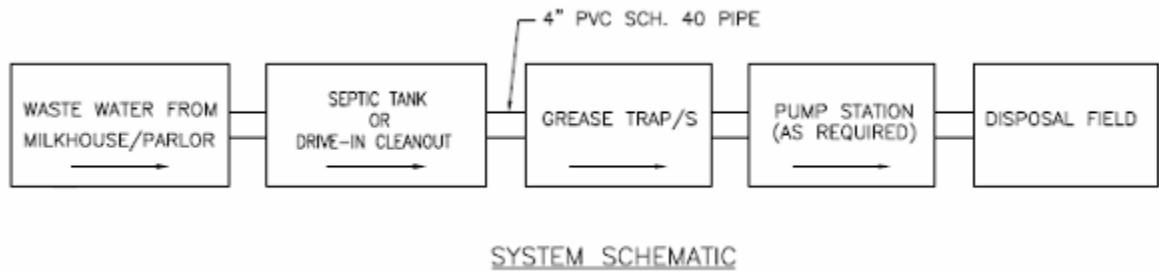 4" PVC SCH. 40 PIPE
WASTE WATER FROM
MILKHOUSE/PARLOR
SEPTIC TANK
OR
DRIVE-IN CLEANOUT
GREASE TRAP/S
PUMP STATION
(AS REQUIRED)
DISPOSAL FIELD
SYSTEM SCHEMATIC